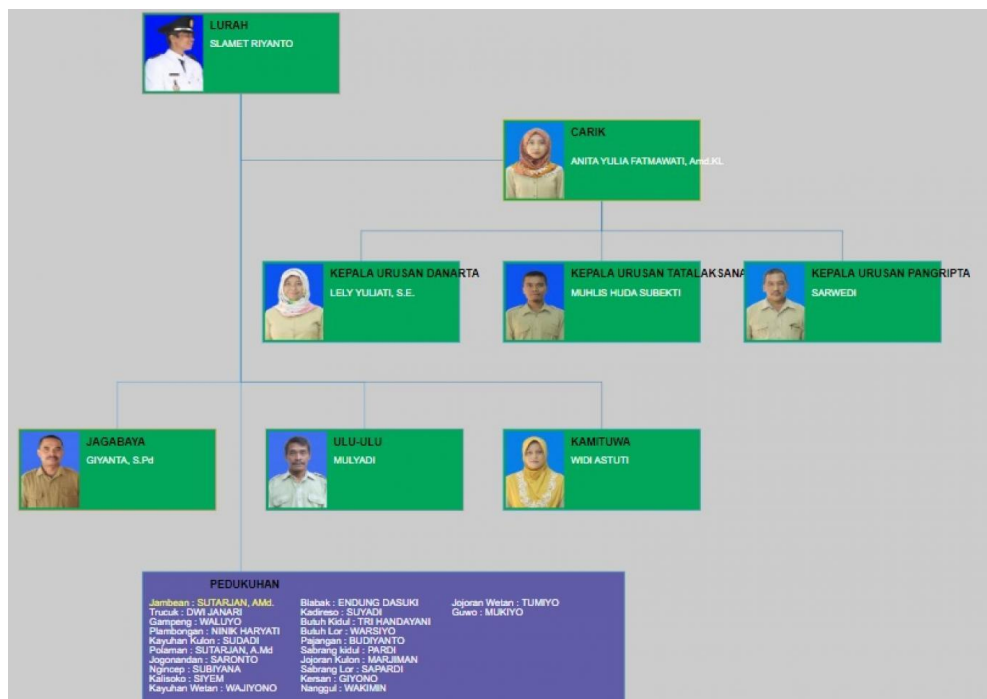 LURAH
SLAMET RIYANTO
CARIK
ANITA YULIA FATMAWATI, Amd.KL
KEPALA URUSAN DANARTA
LELY YULIATI, S.E.
KEPALA URUSAN TATALAKSANA
MUHLIS HUDA SUBEKTI
KEPALA URUSAN PANGRIPTA
SARWEDI
JAGABAYA
GIYANTA, S.Pd
ULU-ULU
MULYADI
KAMITUWA
WIDI ASTUTI
PEDUKUHAN
Jambean : SUTARJAN, AMd.
Trucuk : DWI JANARI
Gampeng : WALUYO
Plambongan : NINIK HARYATI
Kayuhan Kulon : SUDADI
Polaman : SUTARJAN, A.Md
Jogonandan : SARONTO
Ngincep : SUBIYANA
Kalisoko : SIYEM
Kayuhan Wetan : WAJIYONO
Blabak : ENDUNG DASUKI
Kadireso : SUYADI
Butuh Kidul : TRI HANDAYANI
Butuh Lor : WARSIYO
Pajangan : BUDIYANTO
Sabrang kidul : PARDI
Jojoran Kulon : MARJIMAN
Sabrang Lor : SAPARDI
Kersan : GIYONO
Nanggul : WAKIMIN
Jojoran Wetan : TUMIYO
Guwo : MUKIYO